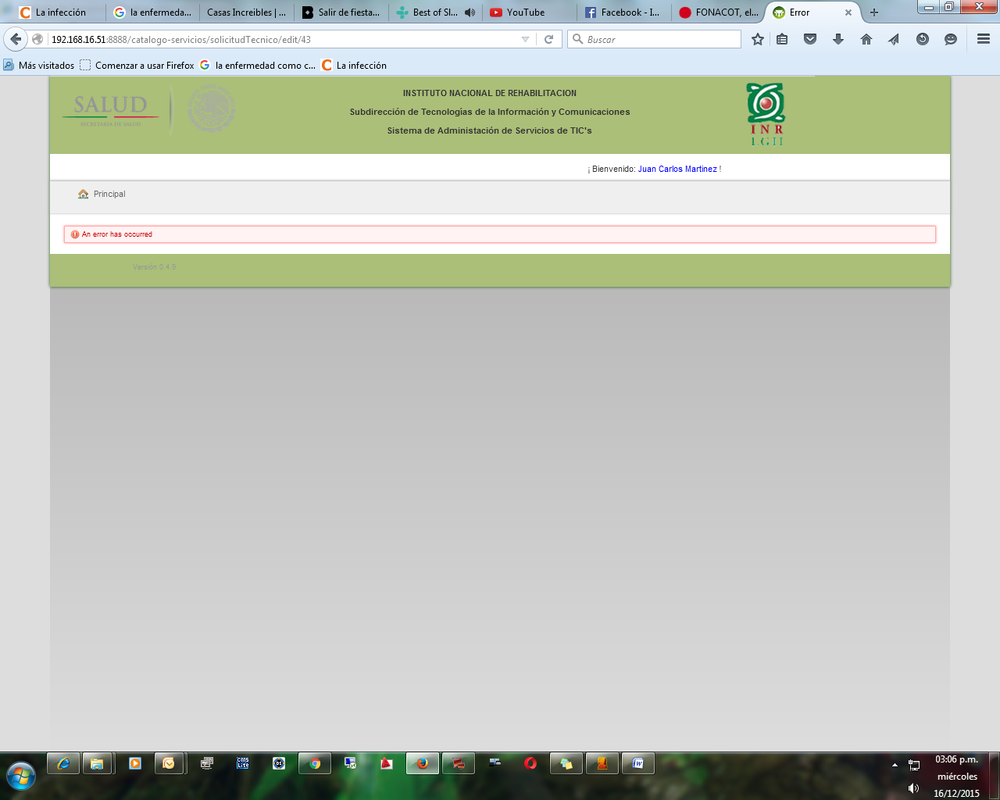 La infección
la enfermeda...
Casas Increibles | ...
Salir de fiesta...
Best of Sl...
YouTube
Facebook - I...
FONACOT, el...
Error
192.168.16.51:8888/catalogo-servicios/solicitudTecnico/edit/43
Buscar
Más visitados
Comenzar a usar Firefox
la enfermedad como c...
La infección
SALUD
SECRETARÍA DE SALUD
INSTITUTO NACIONAL DE REHABILITACION
Subdirección de Tecnologías de la Información y Comunicaciones
Sistema de Administación de Servicios de TIC's
INR
¡ Bienvenido: Juan Carlos Martinez !
Principal
An error has occurred
Versión 0.4.9
CMS
Lite
DS
03:06 p.m.
miércoles
16/12/2015